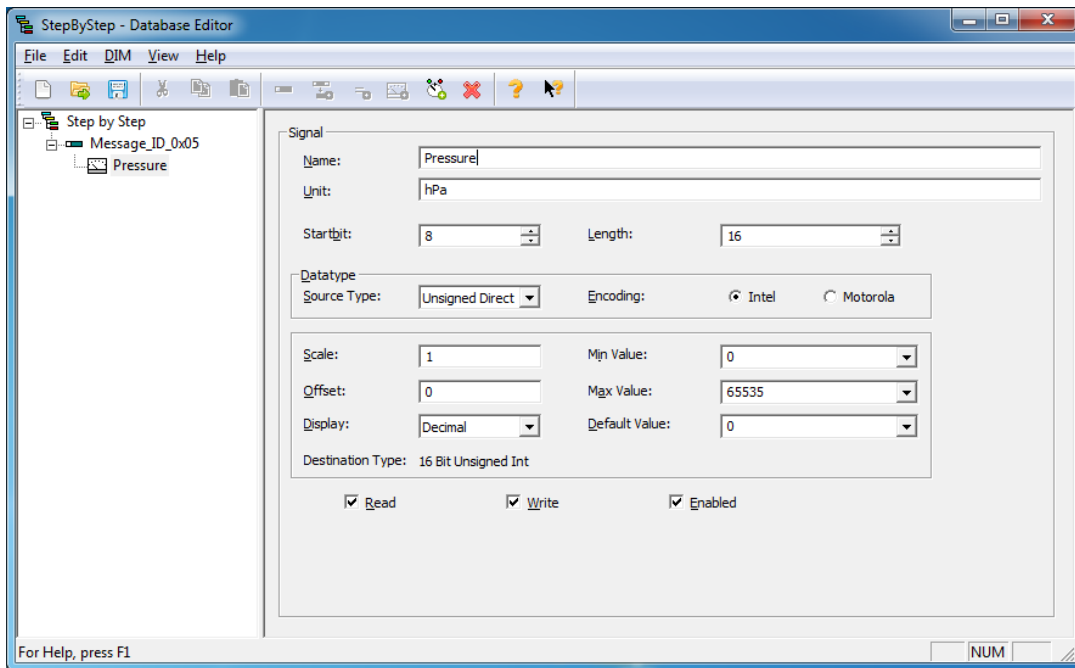 StepByStep - Database Editor
File Edit DIM View Help
Step by Step
Message_ID_0x05
Pressure
Signal
Name: Pressure
Unit: hPa
Startbit: 8 Length: 16
Datatype
Source Type: Unsigned Direct Encoding: Intel Motorola
Scale: 1 Min Value: 0
Offset: 0 Max Value: 65535
Display: Decimal Default Value: 0
Destination Type: 16 Bit Unsigned Int
Read Write Enabled
For Help, press F1 NUM